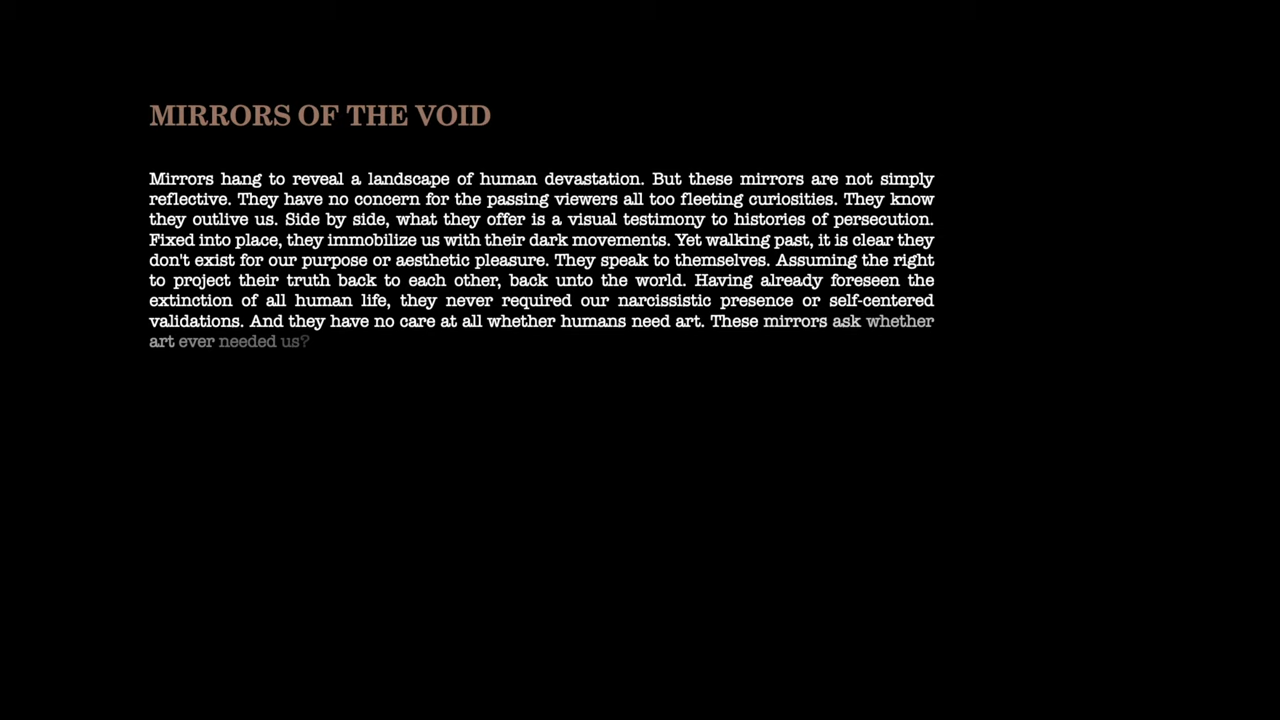 MIRRORS OF THE VOID
Mirrors hang to reveal a landscape of human devastation. But these mirrors are not simply
reflective. They have no concern for the passing viewers all too fleeting curiosities. They know
they outlive us. Side by side, what they offer is a visual testimony to histories of persecution.
Fixed into place, they immobilize us with their dark movements. Yet walking past, it is clear they
don't exist for our purpose or aesthetic pleasure. They speak to themselves. Assuming the right
to project their truth back to each other, back unto the world. Having already foreseen the
extinction of all human life, they never required our narcissistic presence or self-centered
validations. And they have no care at all whether humans need art. These mirrors ask whether
art ever needed us?